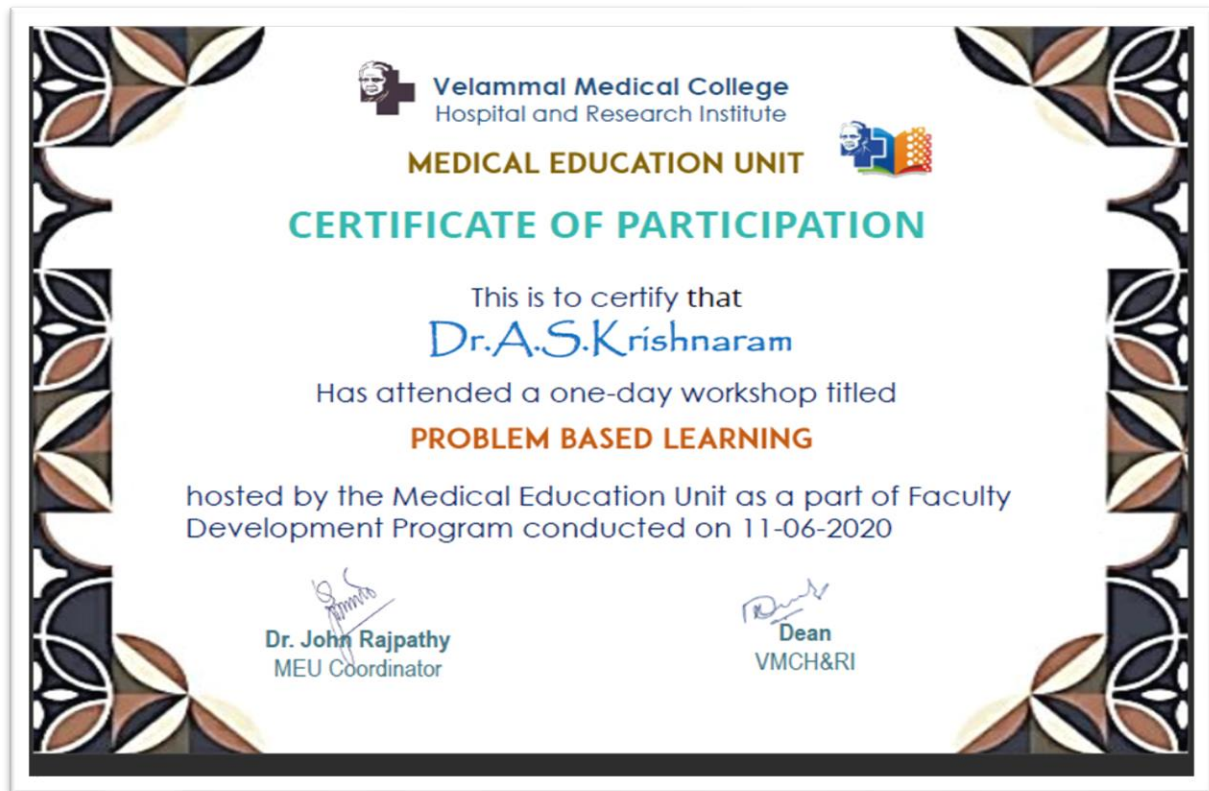 Velammal Medical College
Hospital and Research Institute
MEDICAL EDUCATION UNIT
CERTIFICATE OF PARTICIPATION
This is to certify that
Dr.A.S.Krishnaram
Has attended a one-day workshop titled
PROBLEM BASED LEARNING
hosted by the Medical Education Unit as a part of Faculty
Development Program conducted on 11-06-2020
Dr. John Rajpathy
MEU Coordinator
Dean
VMCH&RI